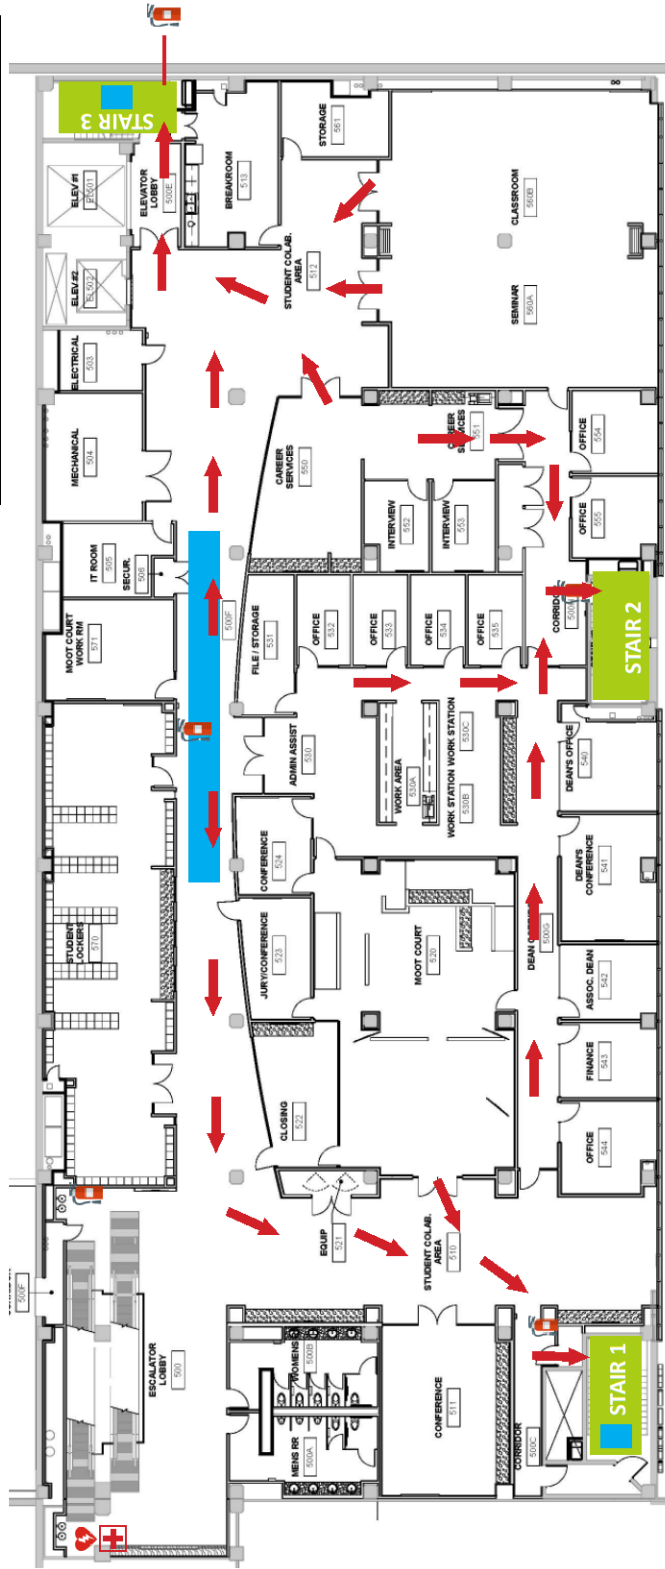 STAIR 3
ELEV#1
ELEVATOR
LOBBY
500E
BREAKROOM
513
STORAGE
561
CLASSROOM
560B
ELEV#2
EL502
STUDENT COLAB.
AREA
512
SEMINAR
560A
ELECTRICAL
503
MECHANICAL
504
CAREER
SERVICES
550
551
OFFICE
554
IT ROOM
505
SECUR.
506
INTERVIEW
552
INTERVIEW
553
OFFICE
555
MOOT COURT
WORK RM
571
500F
FILE / STORAGE
531
OFFICE
532
OFFICE
533
OFFICE
534
OFFICE
535
CORRIDOR
STAIR 2
ADMIN ASSIST
530
WORK AREA
530A
WORK STATION
530B
WORK STATION
530C
DEAN'S OFFICE
540
CONFERENCE
524
DEAN'S
CONFERENCE
541
STUDENT
LOCKERS
570
JURY/CONFERENCE
523
MOOT COURT
520
500G
ASSOC. DEAN
542
FINANCE
543
CLOSING
522
OFFICE
544
EQUIP
521
STUDENT COLAB.
AREA
510
500F
ESCALATOR
LOBBY
500
WOMENS
500B
MENS RR
500A
CONFERENCE
511
CORRIDOR
500C
STAIR 1